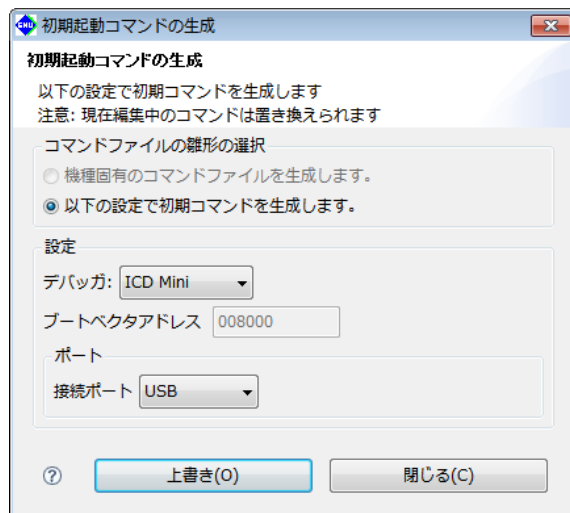 GNU 初期起動コマンドの生成
初期起動コマンドの生成
以下の設定で初期コマンドを生成します
注意: 現在編集中のコマンドは置き換えられます
コマンドファイルの雛形の選択
機種固有のコマンドファイルを生成します。
以下の設定で初期コマンドを生成します。
設定
デバッガ: ICD Mini
ブートベクタアドレス 008000
ポート
接続ポート USB
上書き(O) 閉じる(C)